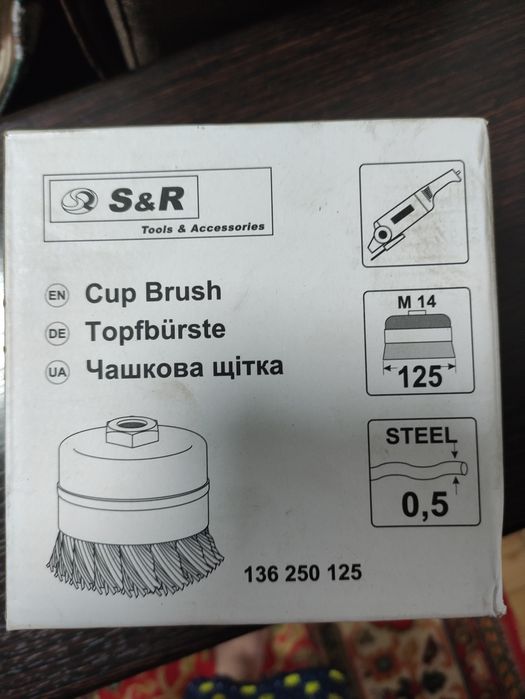 S&R
Tools & Accessories
EN Cup Brush
DE Topfbürste
UA Чашкова щітка
M 14
125
STEEL
0,5
136 250 125